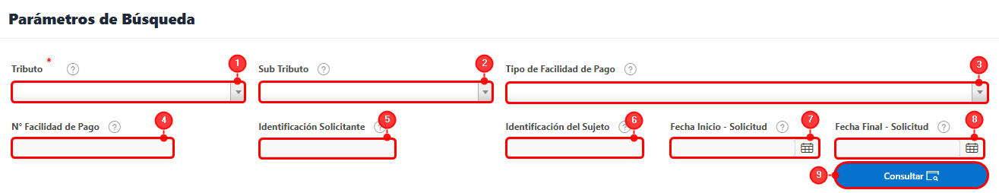 Parámetros de Búsqueda
1 2 3
Tributo * ? Sub Tributo ? Tipo de Facilidad de Pago ?
4 5 6 7 8
N° Facilidad de Pago ? Identificación Solicitante ? Identificación del Sujeto ? Fecha Inicio - Solicitud ? Fecha Final - Solicitud ?
9 Consultar